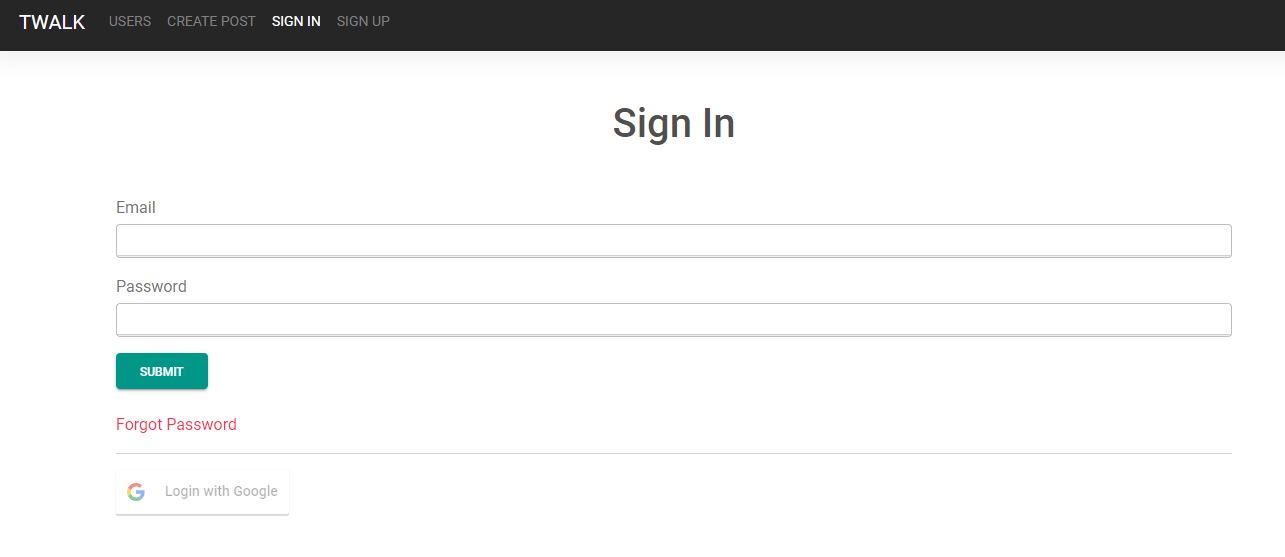 TWALK USERS CREATE POST SIGN IN SIGN UP
Sign In
Email
Password
SUBMIT
Forgot Password
Login with Google